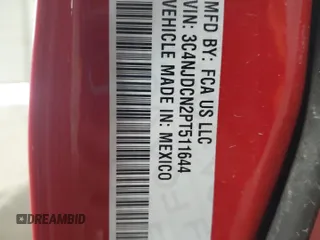 MFD BY: FCA US LLC
VIN: 3C4NJDCN2PT511644
VEHICLE MADE IN: MEXICO
DREAMBID